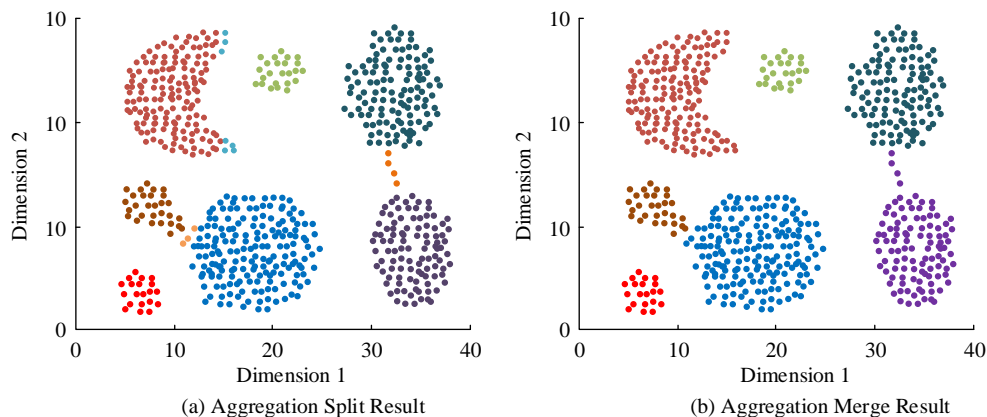 10
10
10
0
Dimension 2
0 10 20 30 40
Dimension 1
(a) Aggregation Split Result
10
10
10
0
Dimension 2
0 10 20 30 40
Dimension 1
(b) Aggregation Merge Result